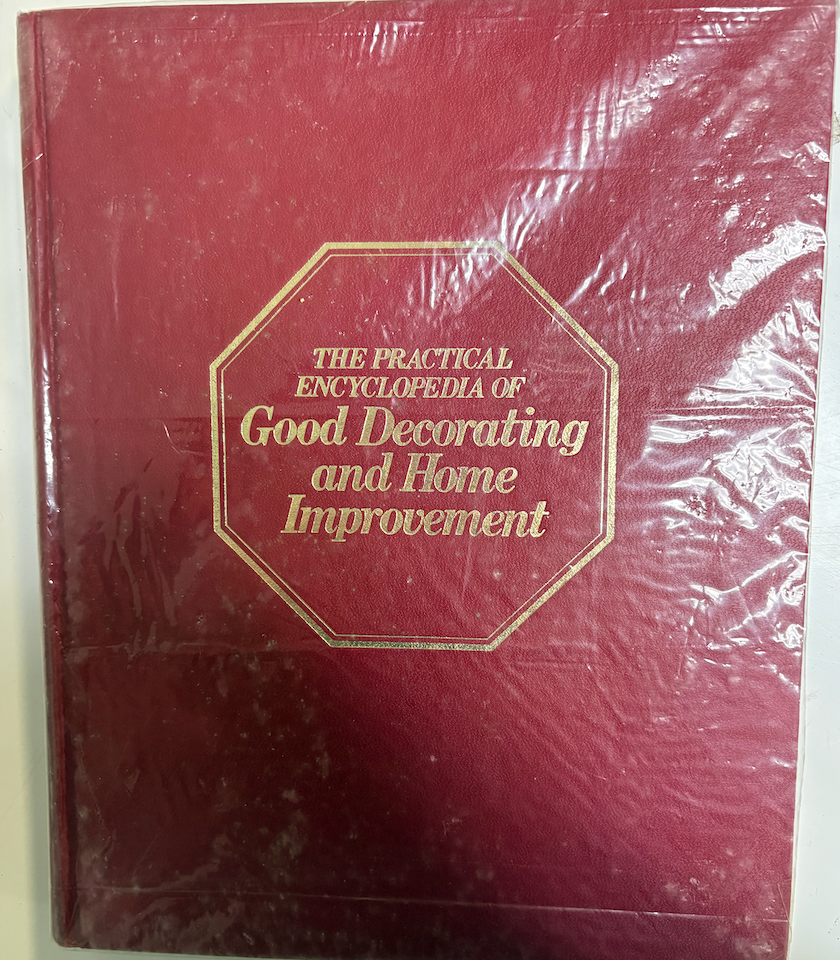 THE PRACTICAL
ENCYCLOPEDIA OF
Good Decorating
and Home
Improvement